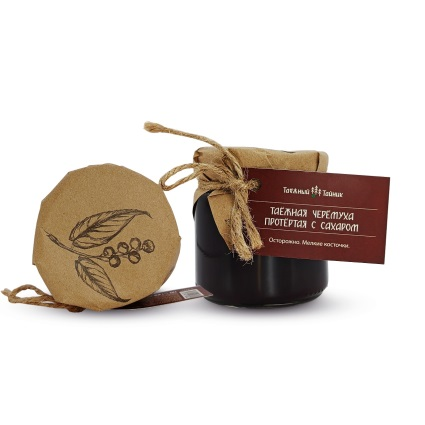 Таёжный Тайник
ТАЁЖНАЯ ЧЕРЁМУХА
ПРОТЁРТАЯ С САХАРОМ
Осторожно. Мелкие косточки.